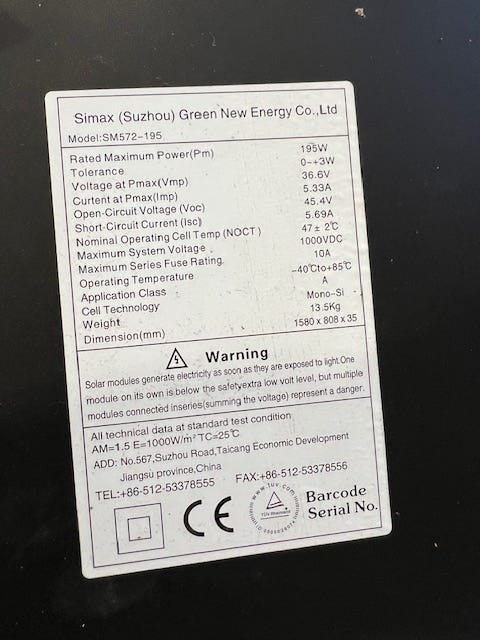 Simax (Suzhou) Green New Energy Co.,Ltd
Model:SM572-195
Rated Maximum Power(Pm) 195W
Tolerance 0~+3W
Voltage at Pmax(Vmp) 36.6V
Current at Pmax(Imp) 5.33A
Open-Circuit Voltage (Voc) 45.4V
Short-Circuit Current (Isc) 5.69A
Nominal Operating Cell Temp (NOCT) 47± 2℃
Maximum System Voltage 1000VDC
Maximum Series Fuse Rating 10A
Operating Temperature -40℃to+85℃
Application Class A
Cell Technology Mono-Si
Weight 13.5Kg
Dimension(mm) 1580 x 808 x 35
Warning
Solar modules generate electricity as soon as they are exposed to light.One
module on its own is below the safetyextra low volt level, but multiple
modules connected inseries(summing the voltage) represent a danger.
All technical data at standard test condition
AM=1.5 E=1000W/m² TC=25℃
ADD: No.567,Suzhou Road,Taicang Economic Development
Jiangsu province,China
TEL:+86-512-53378555 FAX:+86-512-53378556
CE
www.tuv.com
TÜV Rheinland
Barcode
Serial No.